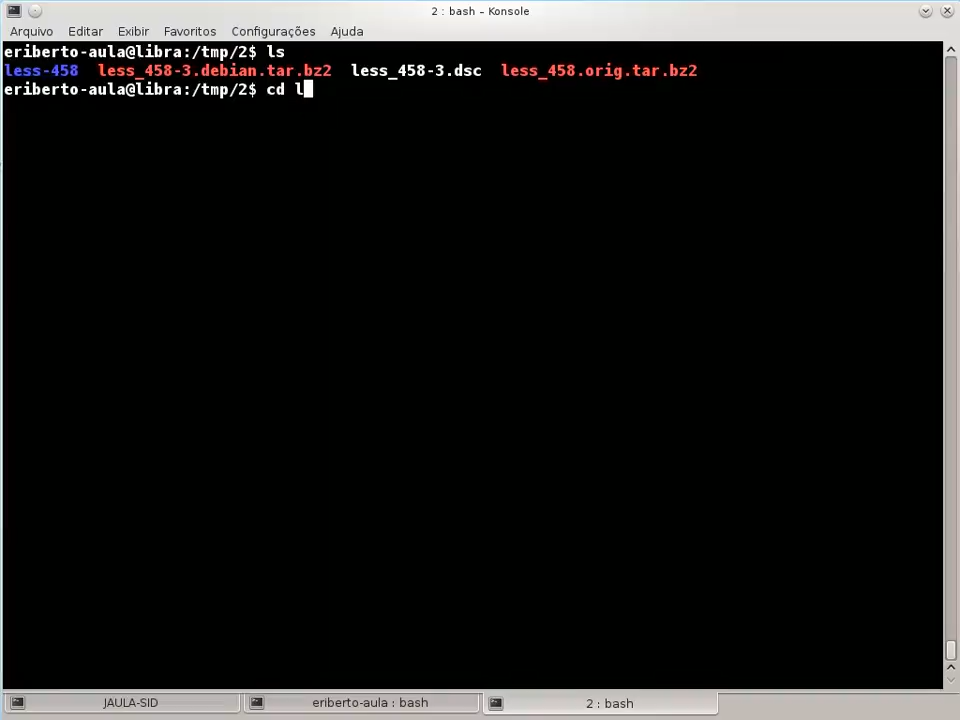 2 : bash – Konsole
Arquivo Editar Exibir Favoritos Configurações Ajuda
eriberto-aula@libra:/tmp/2$ ls
less-458 less_458-3.debian.tar.bz2 less_458-3.dsc less_458.orig.tar.bz2
eriberto-aula@libra:/tmp/2$ cd l
JAULA-SID eriberto-aula : bash 2 : bash